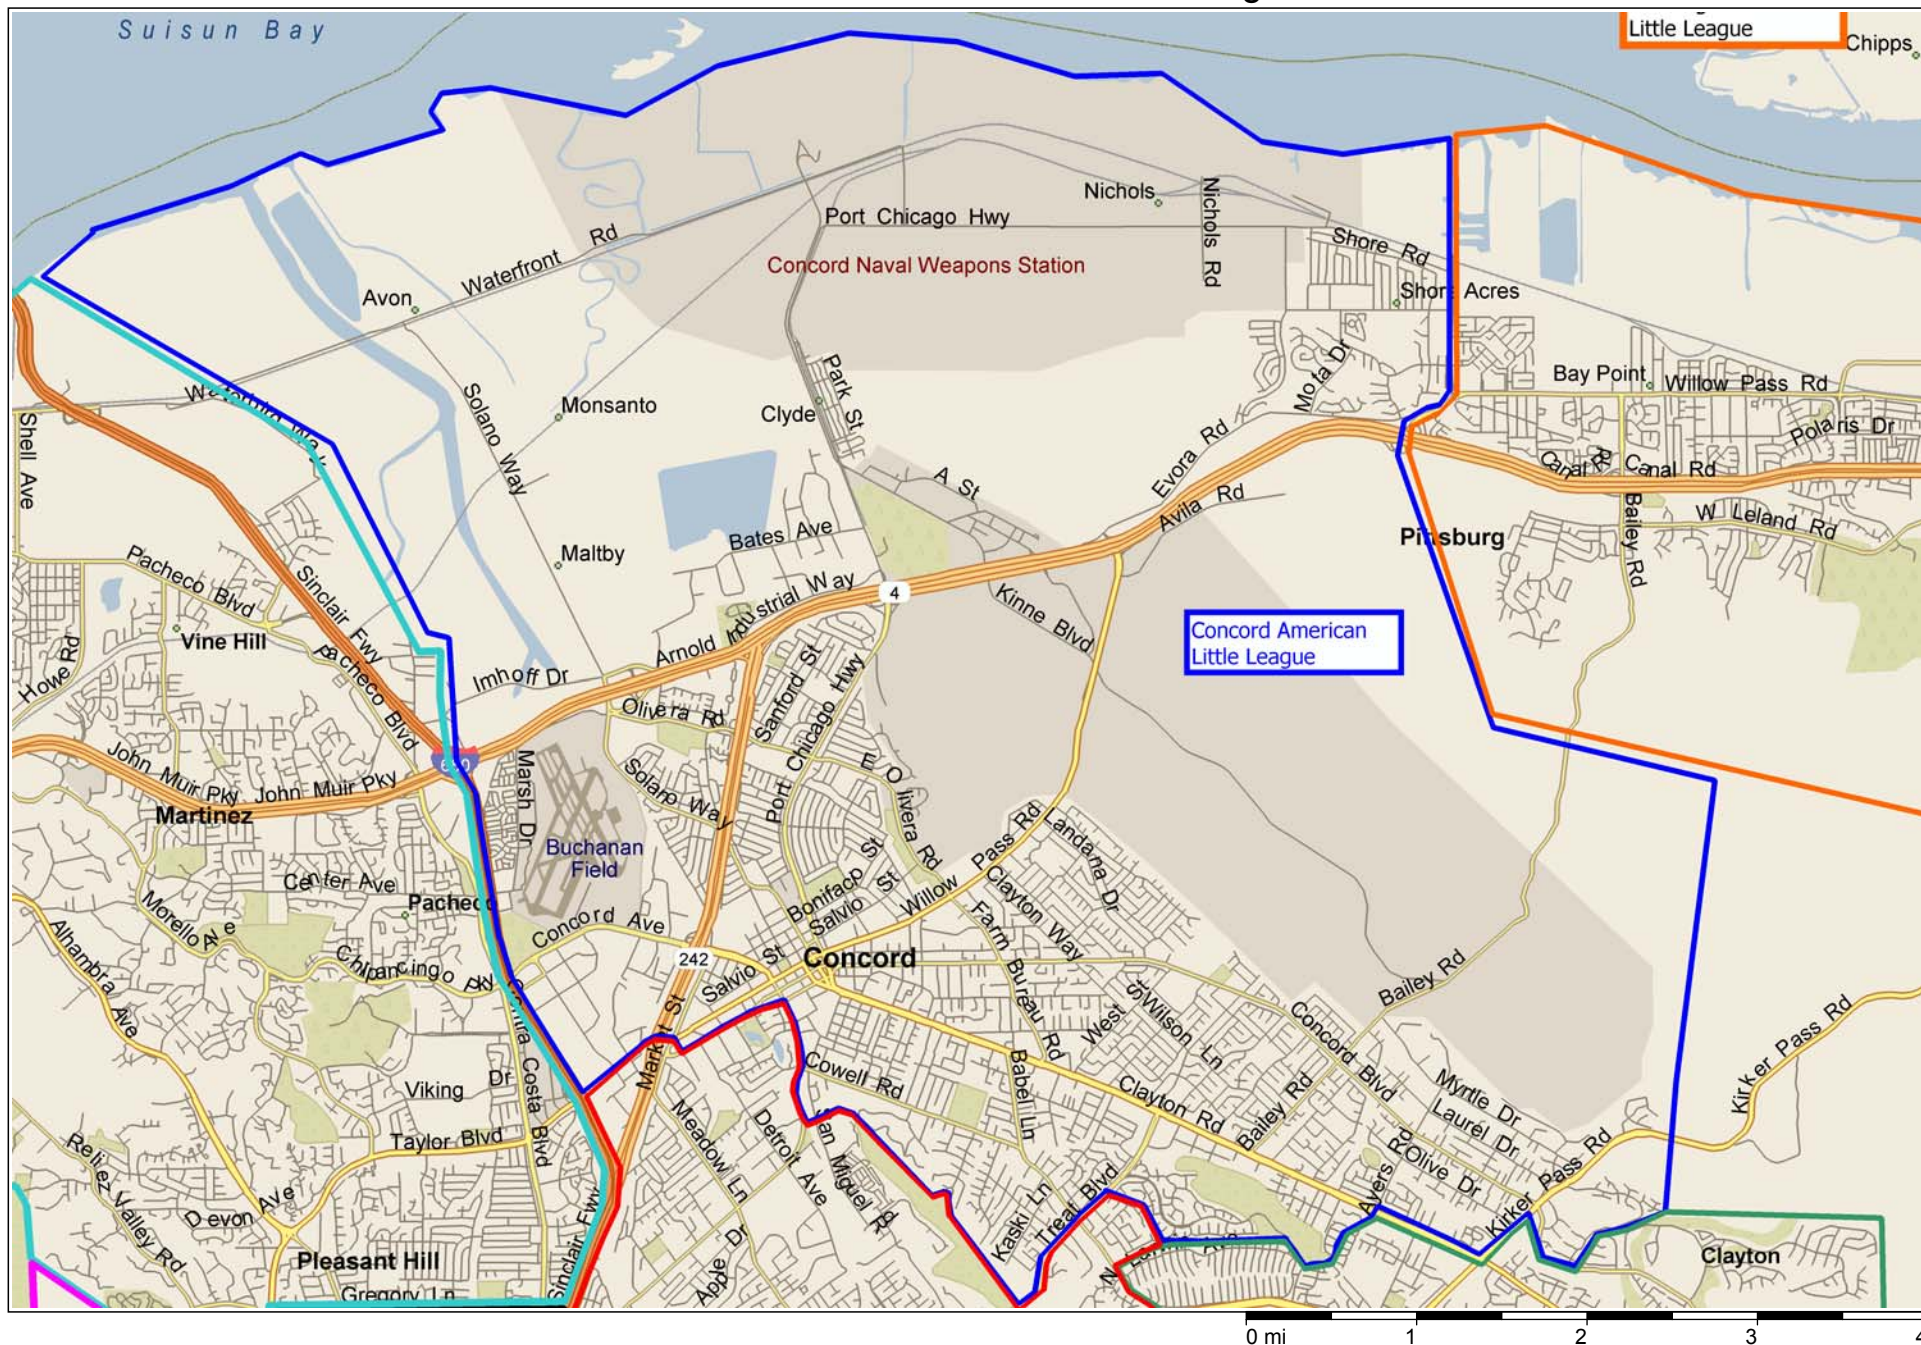 Suisun Bay
Little League
Chipps
Nichols
Nichols Rd
Port Chicago Hwy
Shore Rd
Waterfront Rd
Concord Naval Weapons Station
Avon
Shore Acres
Park St
Mota Dr
Bay Point
Willow Pass Rd
Solano Way
Monsanto
Clyde
Shell Ave
Polaris Dr
Evora Rd
Canal Rd
Canal Rd
A St
Avila Rd
Bailey Rd
W Leland Rd
Bates Ave
Pittsburg
Maltby
Pacheco Blvd
Sinclair Fwy
Arnold Industrial Way
4
Kinne Blvd
Concord American
Little League
Vine Hill
Howe Rd
Pacheco Blvd
Imhoff Dr
Olivera Rd
Sanford St
Port Chicago Hwy
E Olivera Rd
680
John Muir Pky
John Muir Pky
Marsh Dr
Solano Way
Martinez
Buchanan
Field
Landana Dr
Willow Pass Rd
Center Ave
Pacheco
Bonifacio St
Salvio St
Clayton Way
Morello Ave
Alhambra Ave
Concord Ave
Farm Bureau Rd
Chilpancingo Pky
242
Salvio St
Concord
Bailey Rd
West St
Wilson Ln
Contra Costa Blvd
Market St
Concord Blvd
Kirker Pass Rd
Viking Dr
Cowell Rd
Babel Ln
Clayton Rd
Bailey Rd
Myrtle Dr
Laurel Dr
Taylor Blvd
Meadow Ln
Detroit Ave
San Miguel Rd
Ayers Rd
Olive Dr
Kirker Pass Rd
Reliez Valley Rd
Devon Ave
Sinclair Fwy
Kaski Ln
Treat Blvd
Pleasant Hill
Apple Dr
Clayton
Gregory Ln
0 mi 1 2 3 4